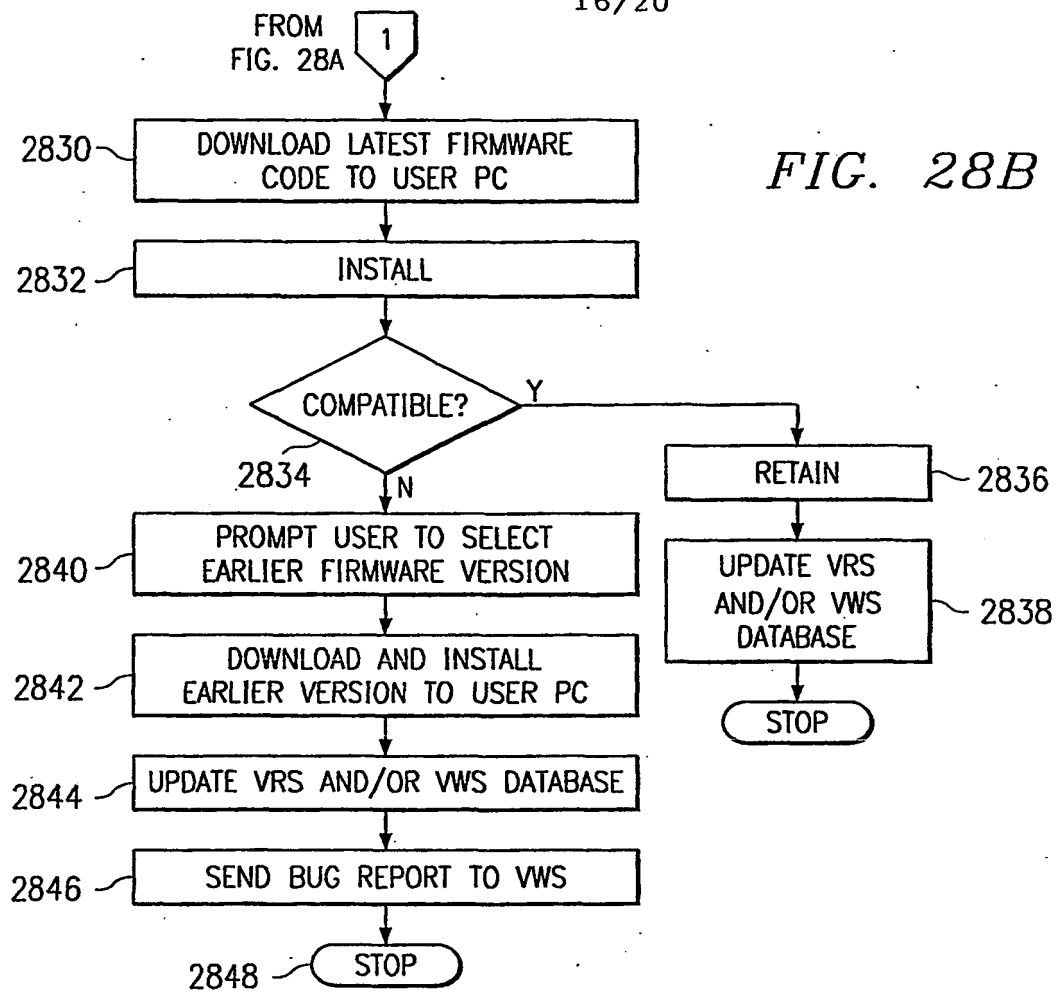 16/20
FROM
FIG. 28A
1
2830
DOWNLOAD LATEST FIRMWARE
CODE TO USER PC
FIG. 28B
2832
INSTALL
COMPATIBLE?
Y
2834
N
RETAIN
2836
2840
PROMPT USER TO SELECT
EARLIER FIRMWARE VERSION
UPDATE VRS
AND/OR VWS
DATABASE
2838
2842
DOWNLOAD AND INSTALL
EARLIER VERSION TO USER PC
STOP
2844
UPDATE VRS AND/OR VWS DATABASE
2846
SEND BUG REPORT TO VWS
2848
STOP